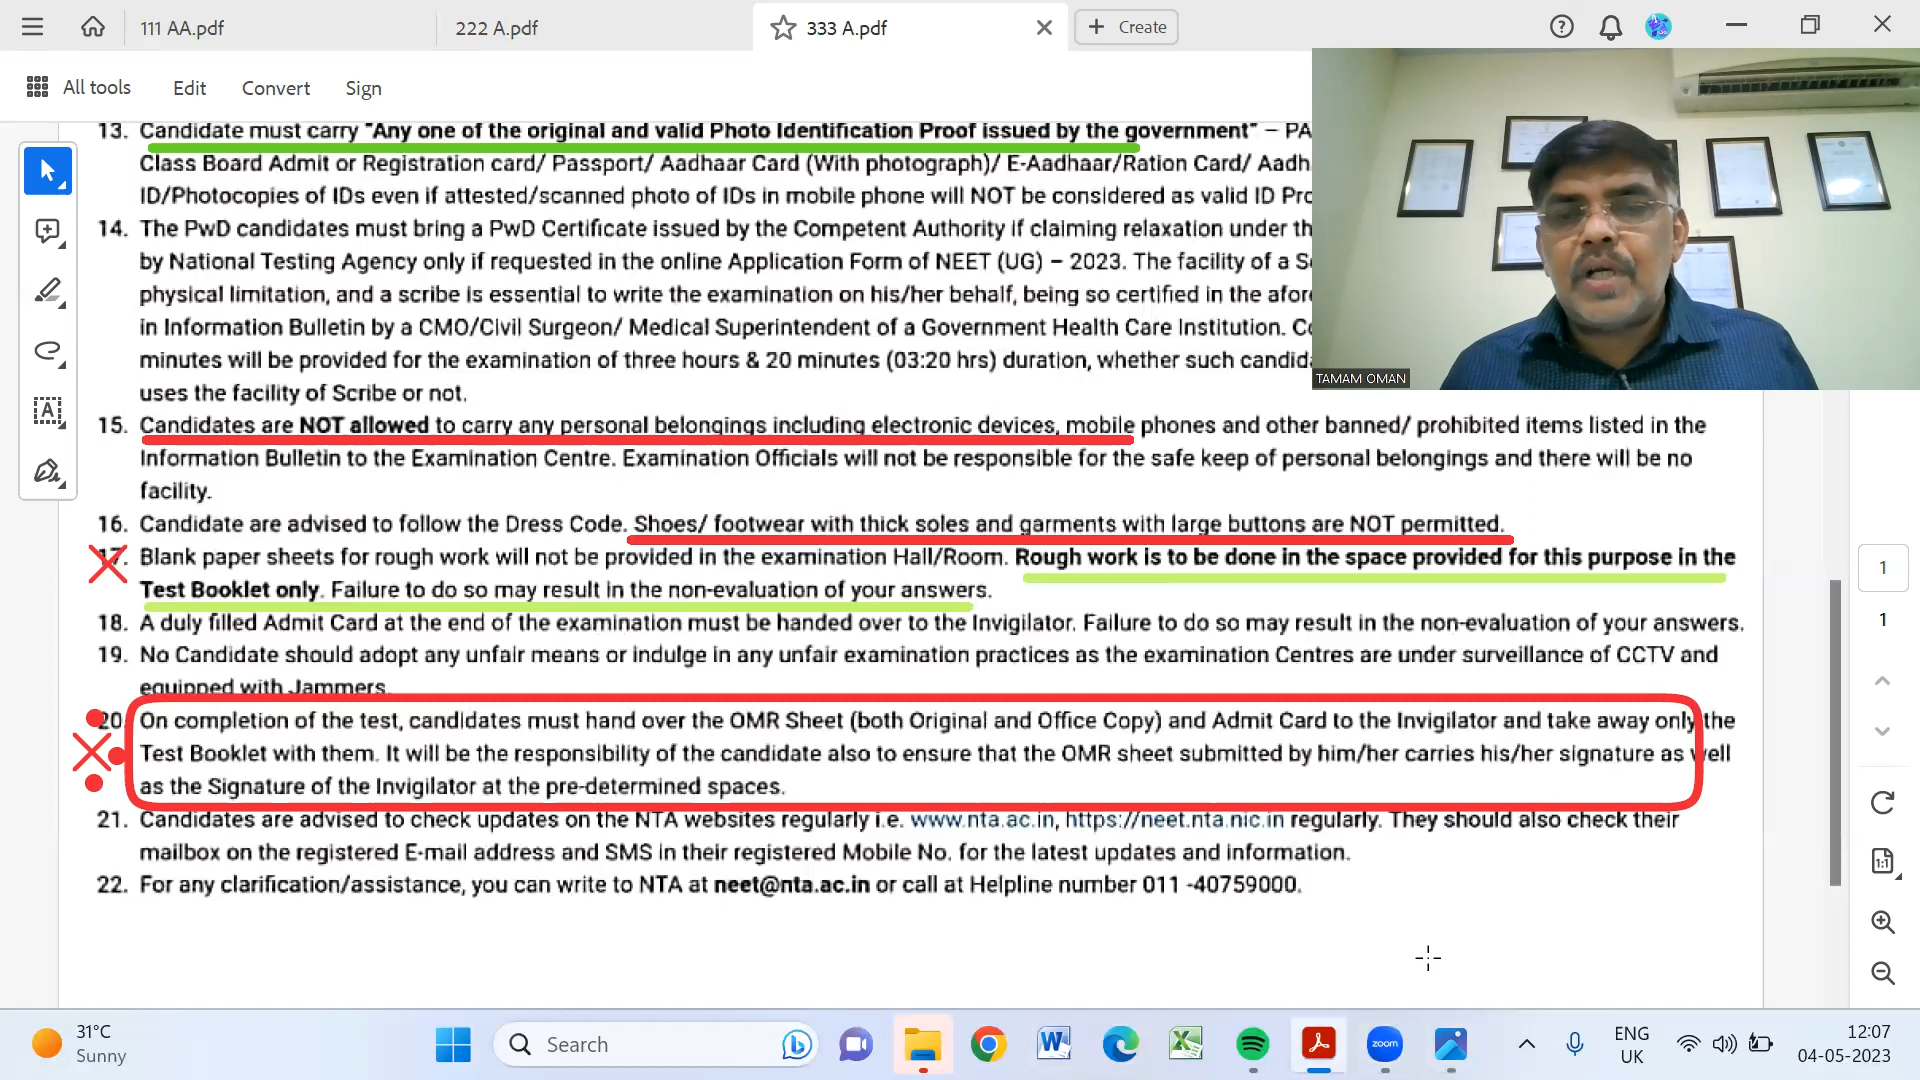 111 AA.pdf
222 A.pdf
333 A.pdf
Create
All tools
Edit
Convert
Sign
13. Candidate must carry "Any one of the original and valid Photo Identification Proof issued by the government" – PA
Class Board Admit or Registration card/ Passport/ Aadhaar Card (With photograph)/ E-Aadhaar/Ration Card/ Aadh
ID/Photocopies of IDs even if attested/scanned photo of IDs in mobile phone will NOT be considered as valid ID Pro
14. The PwD candidates must bring a PwD Certificate issued by the Competent Authority if claiming relaxation under th
by National Testing Agency only if requested in the online Application Form of NEET (UG) – 2023. The facility of a S
physical limitation, and a scribe is essential to write the examination on his/her behalf, being so certified in the afor
in Information Bulletin by a CMO/Civil Surgeon/ Medical Superintendent of a Government Health Care Institution. Co
minutes will be provided for the examination of three hours & 20 minutes (03:20 hrs) duration, whether such candid
uses the facility of Scribe or not.
15. Candidates are NOT allowed to carry any personal belongings including electronic devices, mobile phones and other banned/ prohibited items listed in the
Information Bulletin to the Examination Centre. Examination Officials will not be responsible for the safe keep of personal belongings and there will be no
facility.
16. Candidate are advised to follow the Dress Code. Shoes/ footwear with thick soles and garments with large buttons are NOT permitted.
17. Blank paper sheets for rough work will not be provided in the examination Hall/Room. Rough work is to be done in the space provided for this purpose in the
Test Booklet only. Failure to do so may result in the non-evaluation of your answers.
18. A duly filled Admit Card at the end of the examination must be handed over to the Invigilator. Failure to do so may result in the non-evaluation of your answers.
19. No Candidate should adopt any unfair means or indulge in any unfair examination practices as the examination Centres are under surveillance of CCTV and
equipped with Jammers.
20. On completion of the test, candidates must hand over the OMR Sheet (both Original and Office Copy) and Admit Card to the Invigilator and take away only the
Test Booklet with them. It will be the responsibility of the candidate also to ensure that the OMR sheet submitted by him/her carries his/her signature as well
as the Signature of the Invigilator at the pre-determined spaces.
21. Candidates are advised to check updates on the NTA websites regularly i.e. www.nta.ac.in, https://neet.nta.nic.in regularly. They should also check their
mailbox on the registered E-mail address and SMS in their registered Mobile No. for the latest updates and information.
22. For any clarification/assistance, you can write to NTA at neet@nta.ac.in or call at Helpline number 011 -40759000.
TAMAM OMAN
1
1
1:1
31°C
Sunny
Search
zoom
ENG
UK
12:07
04-05-2023